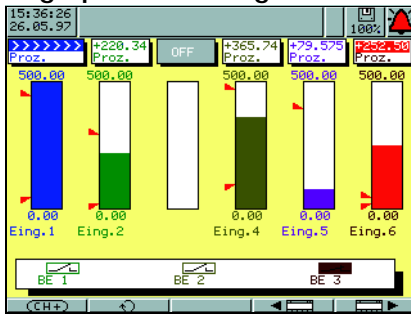 15:36:26
26.05.97
100%
>>>>>>> +220.34 OFF +365.74 +79.575 +252.50
Proz. Proz. Proz. Proz. Proz.
500.00 500.00 500.00 500.00 500.00
0.00 0.00 0.00 0.00 0.00
Eing.1 Eing.2 Eing.4 Eing.5 Eing.6
BE 1 BE 2 BE 3
(CH+)